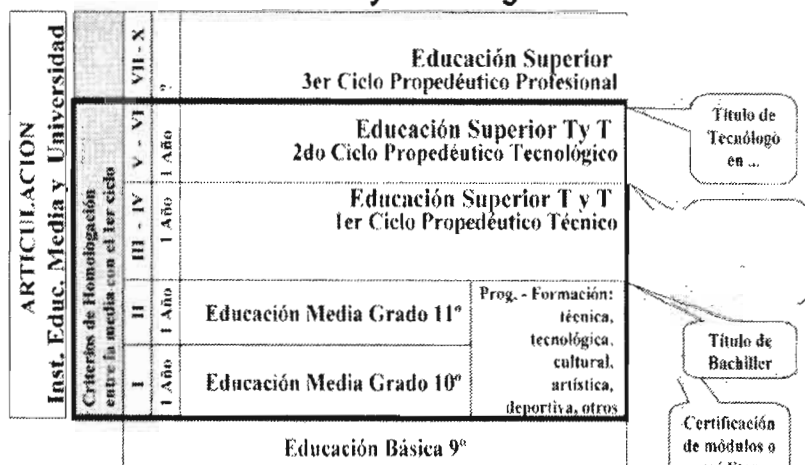 ARTICULACION
Inst. Educ. Media y Universidad
Criterios de Homologación
entre la media con el 1er ciclo
VII - X
?
Educación Superior
3er Ciclo Propedéutico Profesional
V - VI
1 Año
Educación Superior Ty T
2do Ciclo Propedéutico Tecnológico
Título de
Tecnólogo
en ...
III - IV
1 Año
Educación Superior T y T
1er Ciclo Propedéutico Técnico
II
1 Año
Educación Media Grado 11º
Prog. - Formación:
técnica,
tecnológica,
cultural,
artística,
deportiva, otros
I
1 Año
Educación Media Grado 10º
Título de
Bachiller
Certificación
de módulos o
Educación Básica 9º